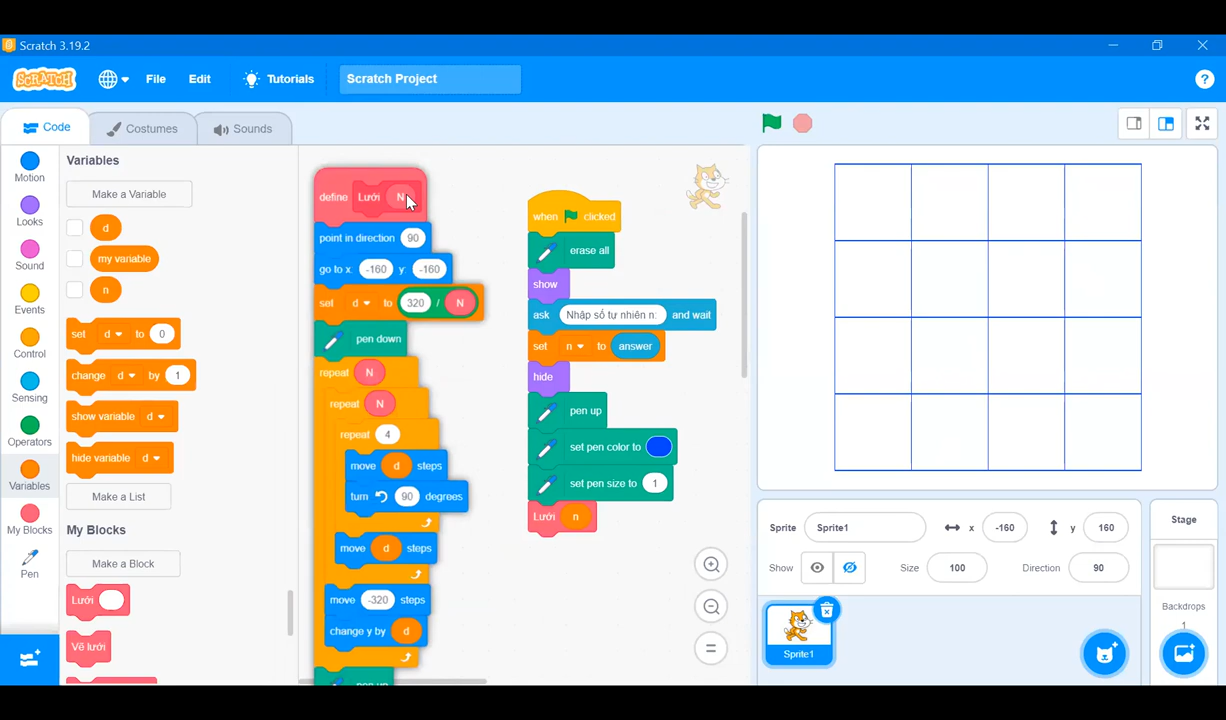 Scratch 3.19.2
SCRATCH
File
Edit
Tutorials
Scratch Project
?
Code
Costumes
Sounds
Motion
Looks
Sound
Events
Control
Sensing
Operators
Variables
My Blocks
Pen
Variables
Make a Variable
d
my variable
n
set d to 0
change d by 1
show variable d
hide variable d
Make a List
My Blocks
Make a Block
Lưới
Vẽ lưới
define Lưới N
point in direction 90
go to x: -160 y: -160
set d to 320 / N
pen down
repeat N
repeat N
repeat 4
move d steps
turn 90 degrees
move d steps
move -320 steps
change y by d
when clicked
erase all
show
ask Nhập số tự nhiên n: and wait
set n to answer
hide
pen up
set pen color to
set pen size to 1
Lưới n
Sprite Sprite1 x -160 y 160
Show Size 100 Direction 90
Sprite1
Stage
Backdrops
1